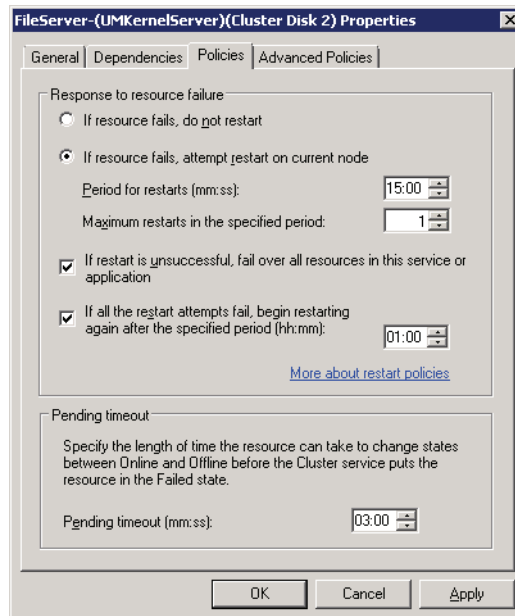 FileServer-(UMKernelServer)(Cluster Disk 2) Properties
General
Dependencies
Policies
Advanced Policies
Response to resource failure
If resource fails, do not restart
If resource fails, attempt restart on current node
Period for restarts (mm:ss):
15:00
Maximum restarts in the specified period:
1
If restart is unsuccessful, fail over all resources in this service or
application
If all the restart attempts fail, begin restarting
again after the specified period (hh:mm):
01:00
More about restart policies
Pending timeout
Specify the length of time the resource can take to change states
between Online and Offline before the Cluster service puts the
resource in the Failed state.
Pending timeout (mm:ss):
03:00
OK
Cancel
Apply